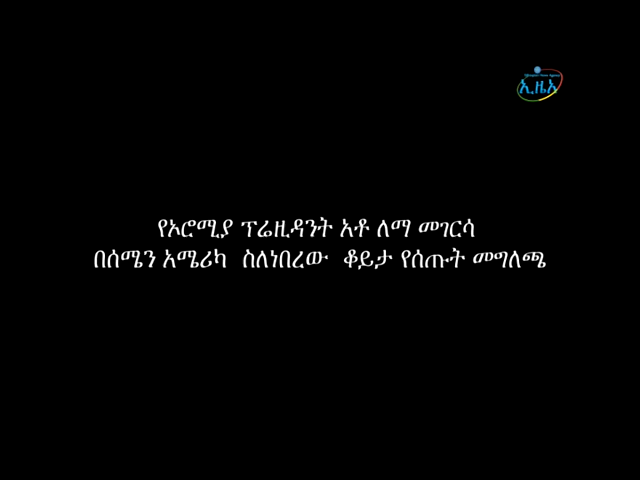 ኢ.ዜ.አ
የኦሮሚያ ፕሬዚዳንት አቶ ለማ መገርሳ
በሰሜን አሜሪካ ስለነበረው ቆይታ የሰጡት መግለጫ